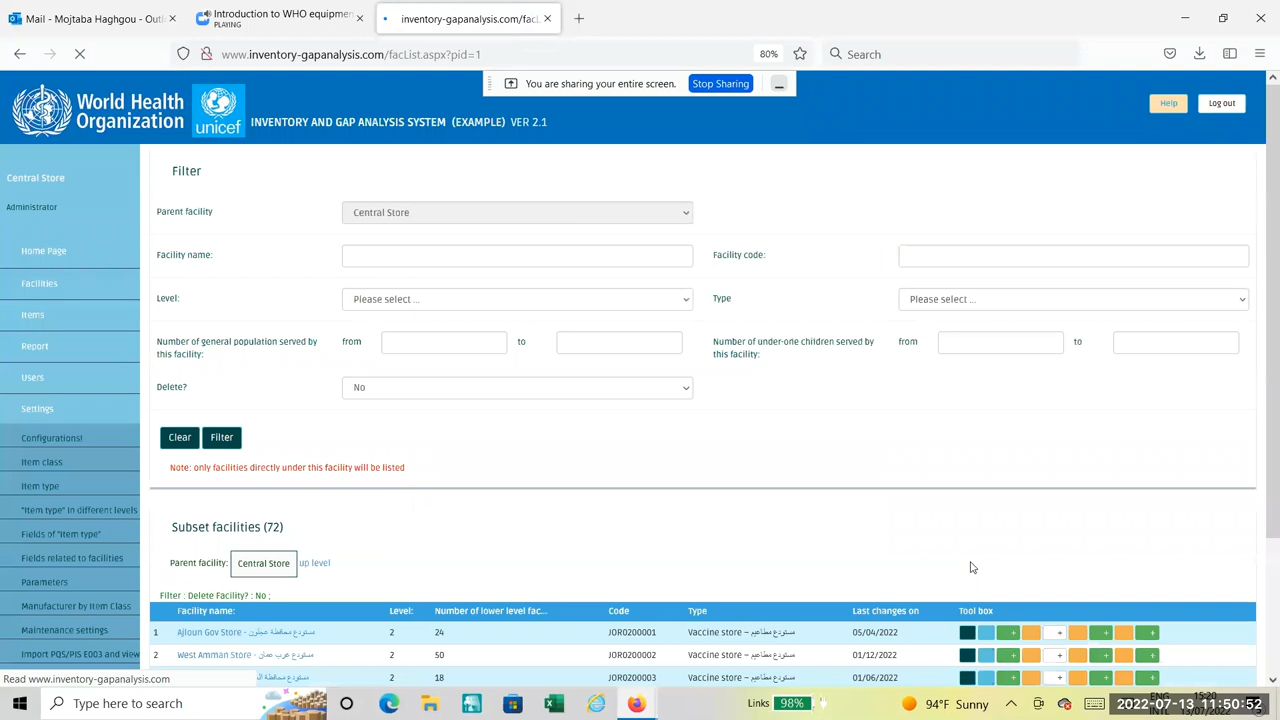 Mail - Mojtaba Haghgou - Outl
Introduction to WHO equipmen
PLAYING
inventory-gapanalysis.com/facL
www.inventory-gapanalysis.com/facList.aspx?pid=1
80%
Search
You are sharing your entire screen.
Stop Sharing
World Health Organization
unicef
INVENTORY AND GAP ANALYSIS SYSTEM (EXAMPLE) VER 2.1
Help
Log out
Central Store
Administrator
Home Page
Facilities
Items
Report
Users
Settings
Configurations!
Item class
Item type
"Item type" in different levels
Fields of "Item type"
Fields related to facilities
Parameters
Manufacturer by Item Class
Maintenance settings
Import PQS/PIS E003 and view
Filter
Parent facility
Central Store
Facility name:
Facility code:
Level:
Please select ...
Type
Please select ...
Number of general population served by this facility:
from
to
Number of under-one children served by this facility:
from
to
Delete?
No
Clear
Filter
Note: only facilities directly under this facility will be listed
Subset facilities (72)
Parent facility: Central Store up level
Filter : Delete Facility? : No ;
Facility name: Level: Number of lower level fac... Code Type Last changes on Tool box
1 Ajloun Gov Store - مستودع محافظة عجلون 2 24 JOR0200001 Vaccine store – مستودع مطاعيم 05/04/2022
2 West Amman Store - مستودع غرب عمان 2 50 JOR0200002 Vaccine store – مستودع مطاعيم 01/12/2022
2 18 JOR0200003 Vaccine store – مستودع مطاعيم 01/06/2022
Read www.inventory-gapanalysis.com
Type here to search
Links
98%
94°F Sunny
ENG
INTL
15:20
13/07/2022
2022-07-13 11:50:52